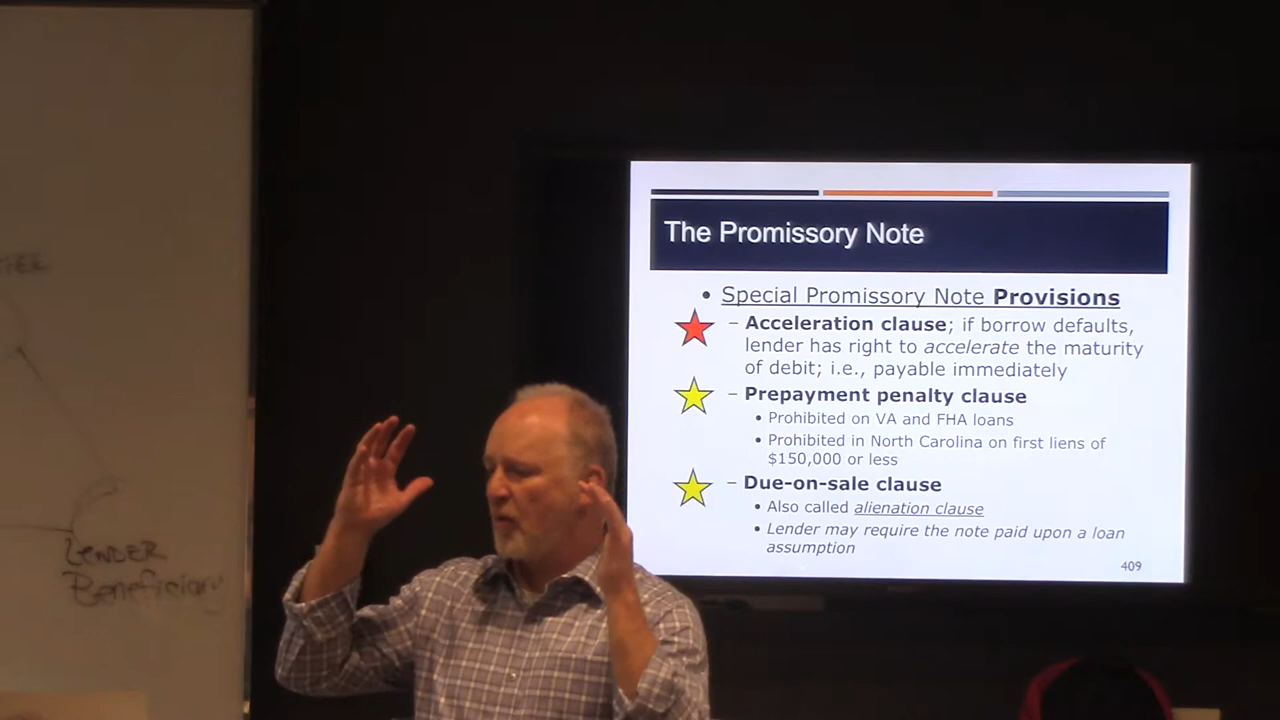 LENDER
Beneficiary
The Promissory Note
• Special Promissory Note Provisions
– Acceleration clause; if borrow defaults,
lender has right to accelerate the maturity
of debit; i.e., payable immediately
– Prepayment penalty clause
• Prohibited on VA and FHA loans
• Prohibited in North Carolina on first liens of
$150,000 or less
– Due-on-sale clause
• Also called alienation clause
• Lender may require the note paid upon a loan
assumption
409